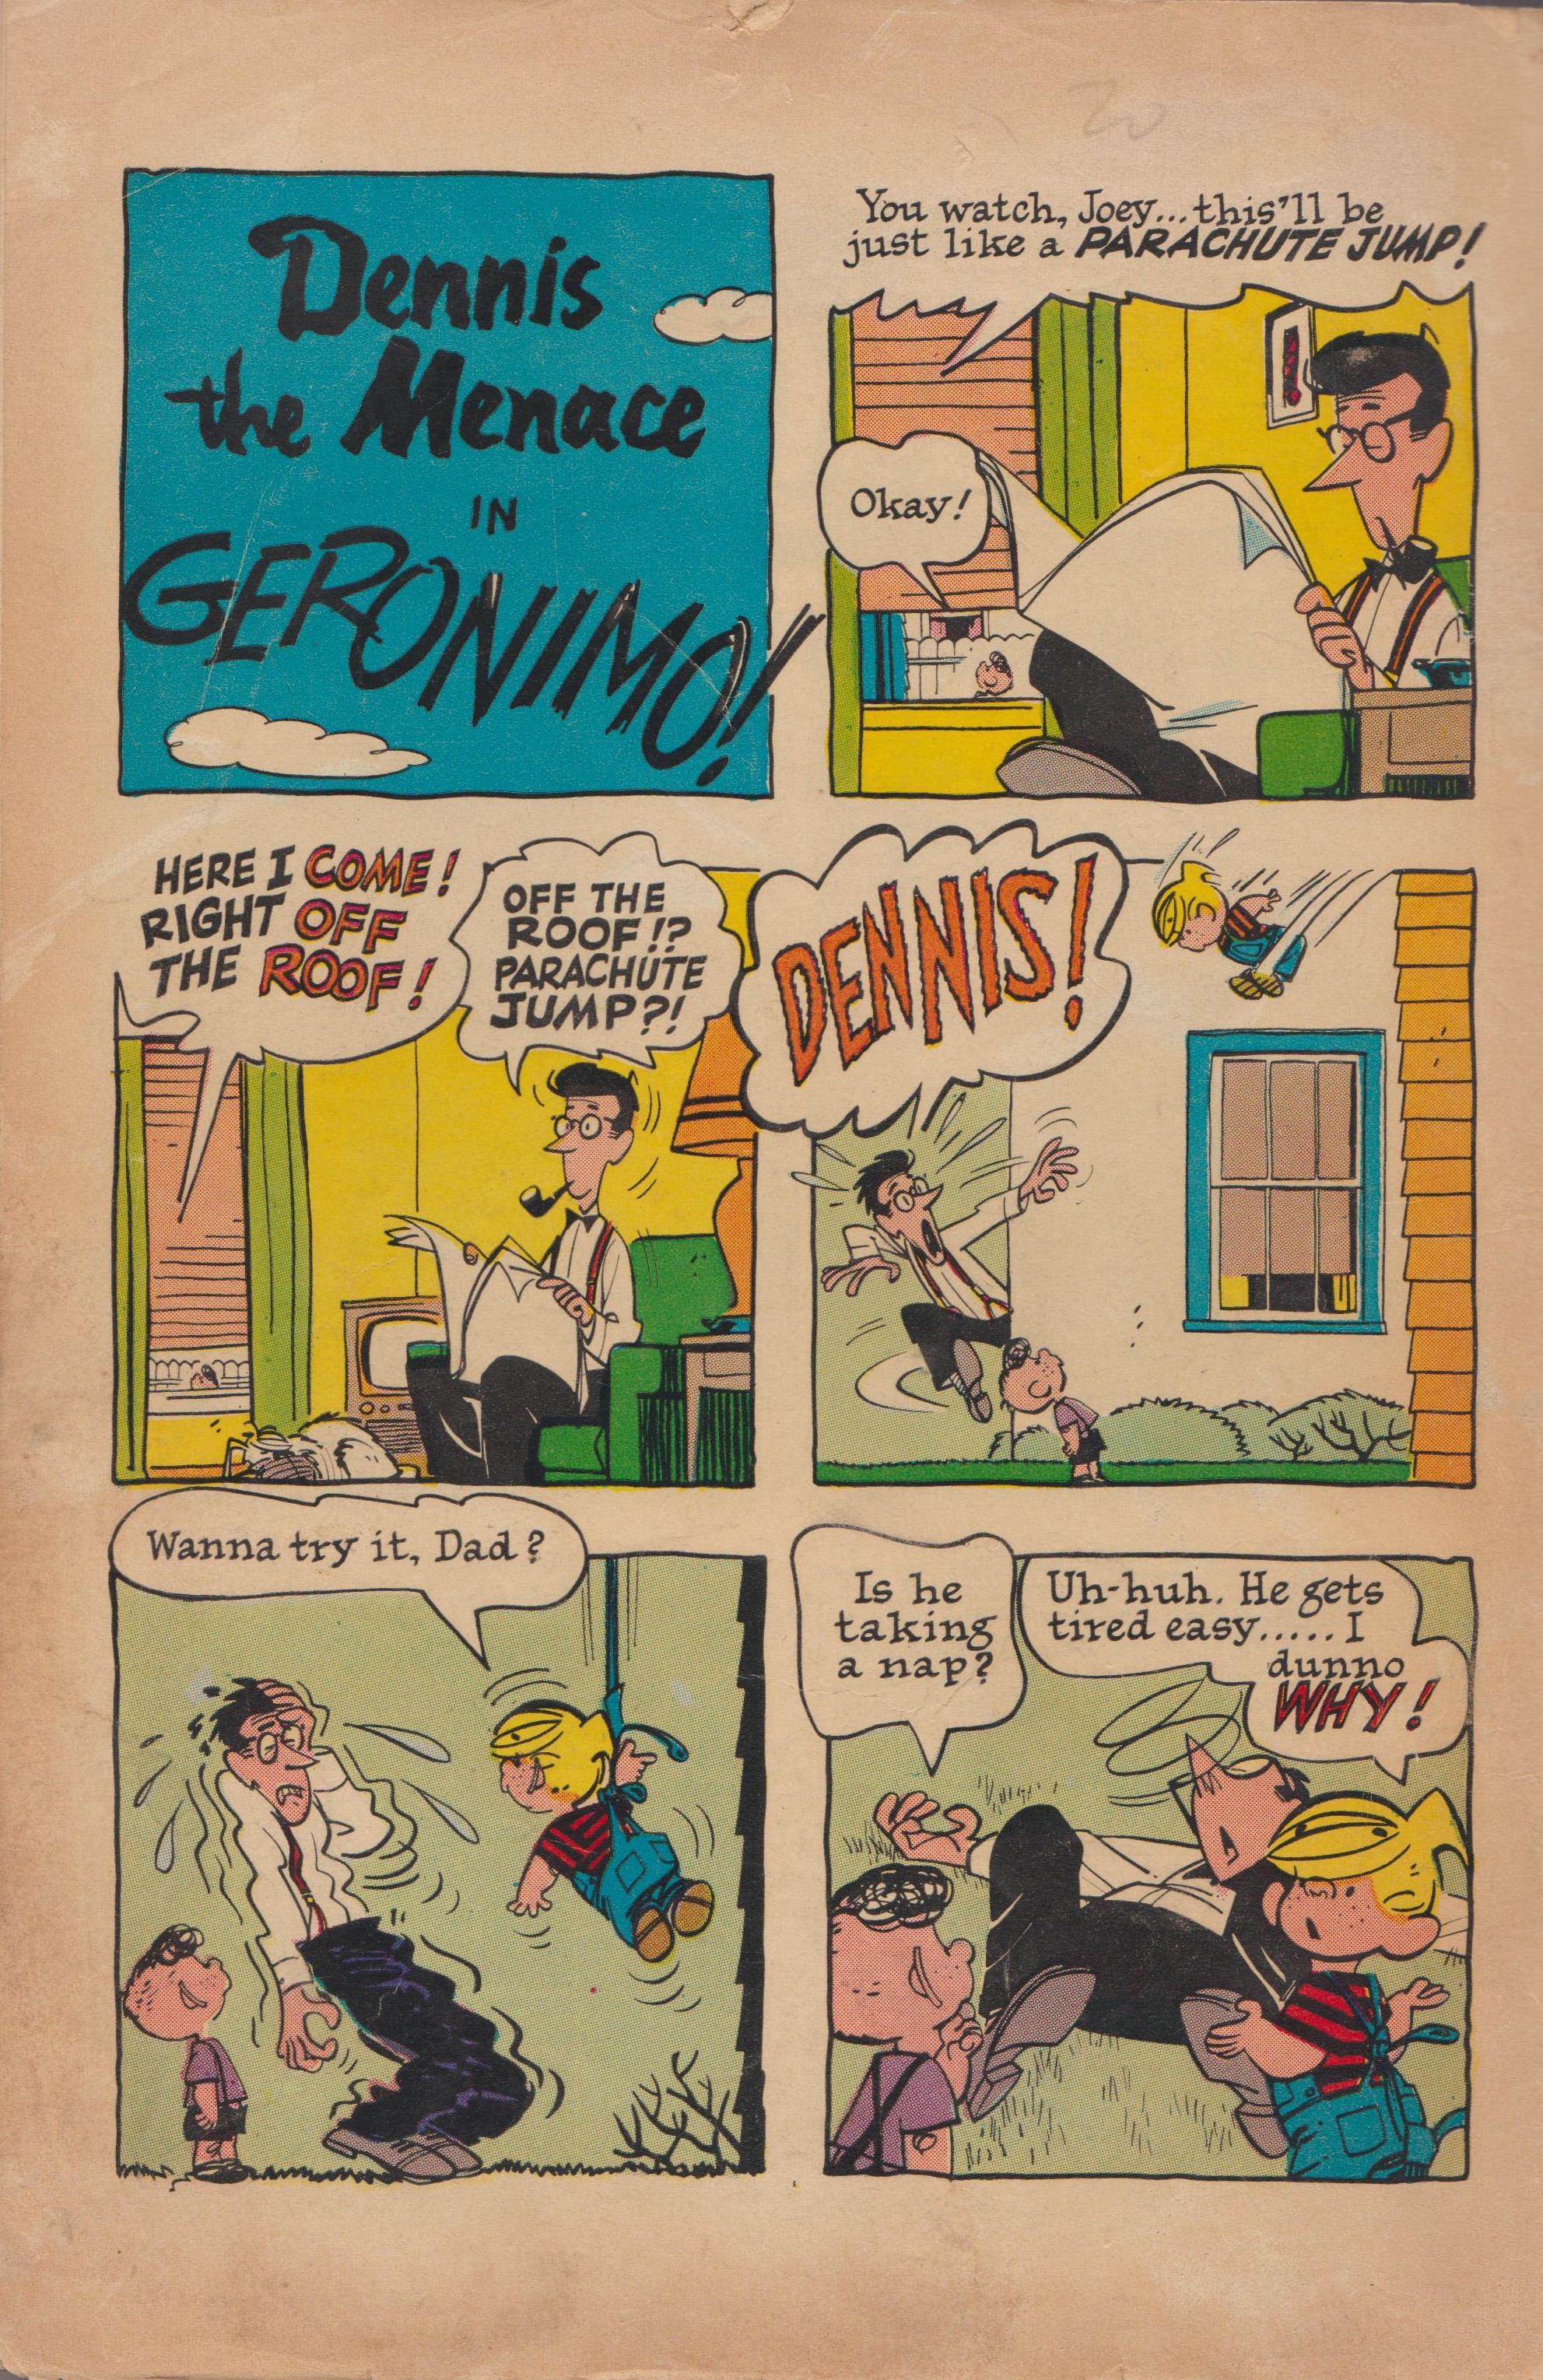 Dennis
the Menace
IN
GERONIMO!
You watch, Joey...this'll be
just like a PARACHUTE JUMP!
Okay!
HERE I COME!
RIGHT OFF
THE ROOF!
OFF THE
ROOF!?
PARACHUTE
JUMP?!
DENNIS!
Wanna try it, Dad?
Is he
taking
a nap?
Uh-huh. He gets
tired easy.....I
dunno
WHY!
20